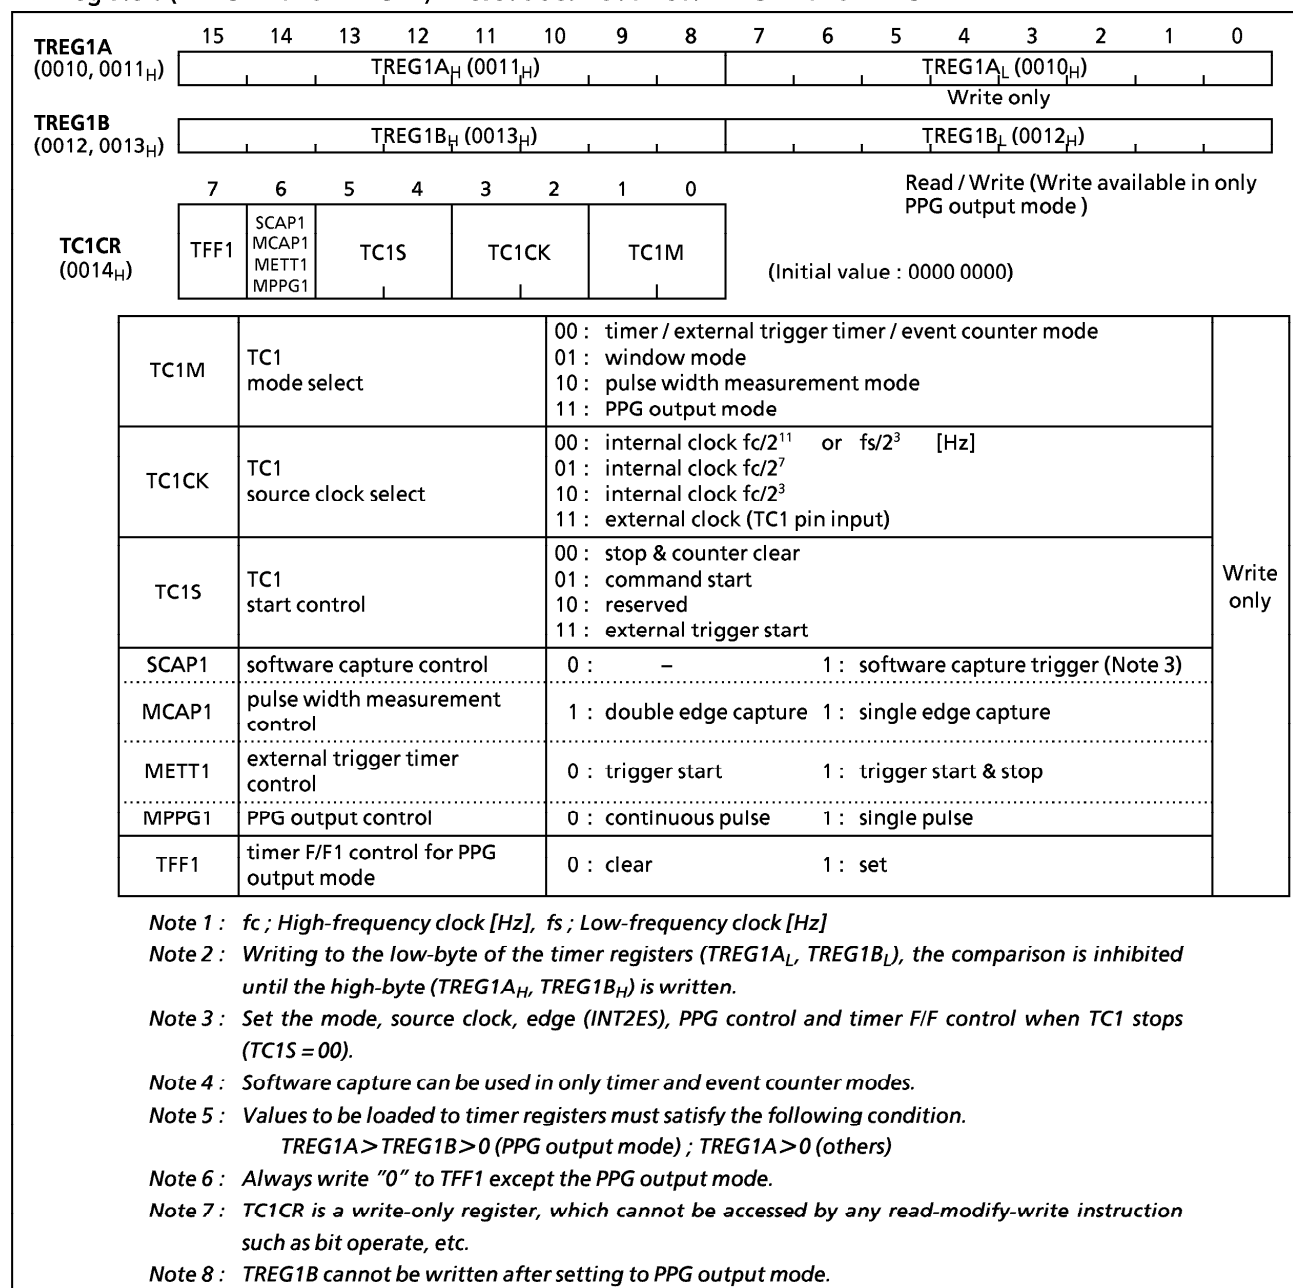 15 14 13 12 11 10 9 8 7 6 5 4 3 2 1 0
TREG1A
(0010, 0011H) TREG1AH (0011H) TREG1AL (0010H)
Write only
TREG1B
(0012, 0013H) TREG1BH (0013H) TREG1BL (0012H)
7 6 5 4 3 2 1 0
Read / Write (Write available in only
PPG output mode )
TC1CR
(0014H)
TFF1
SCAP1
MCAP1
METT1
MPPG1
TC1S TC1CK TC1M
(Initial value : 0000 0000)
TC1M
TC1
mode select
00 : timer / external trigger timer / event counter mode
01 : window mode
10 : pulse width measurement mode
11 : PPG output mode
TC1CK
TC1
source clock select
00 : internal clock fc/2¹¹ or fs/2³ [Hz]
01 : internal clock fc/2⁷
10 : internal clock fc/2³
11 : external clock (TC1 pin input)
TC1S
TC1
start control
00 : stop & counter clear
01 : command start
10 : reserved
11 : external trigger start
Write
only
SCAP1 software capture control 0 : – 1 : software capture trigger (Note 3)
MCAP1
pulse width measurement
control
1 : double edge capture 1 : single edge capture
METT1
external trigger timer
control
0 : trigger start 1 : trigger start & stop
MPPG1 PPG output control 0 : continuous pulse 1 : single pulse
TFF1
timer F/F1 control for PPG
output mode
0 : clear 1 : set
Note 1 : fc ; High-frequency clock [Hz], fs ; Low-frequency clock [Hz]
Note 2 : Writing to the low-byte of the timer registers (TREG1AL, TREG1BL), the comparison is inhibited
until the high-byte (TREG1AH, TREG1BH) is written.
Note 3 : Set the mode, source clock, edge (INT2ES), PPG control and timer F/F control when TC1 stops
(TC1S = 00).
Note 4 : Software capture can be used in only timer and event counter modes.
Note 5 : Values to be loaded to timer registers must satisfy the following condition.
TREG1A > TREG1B > 0 (PPG output mode) ; TREG1A > 0 (others)
Note 6 : Always write "0" to TFF1 except the PPG output mode.
Note 7 : TC1CR is a write-only register, which cannot be accessed by any read-modify-write instruction
such as bit operate, etc.
Note 8 : TREG1B cannot be written after setting to PPG output mode.